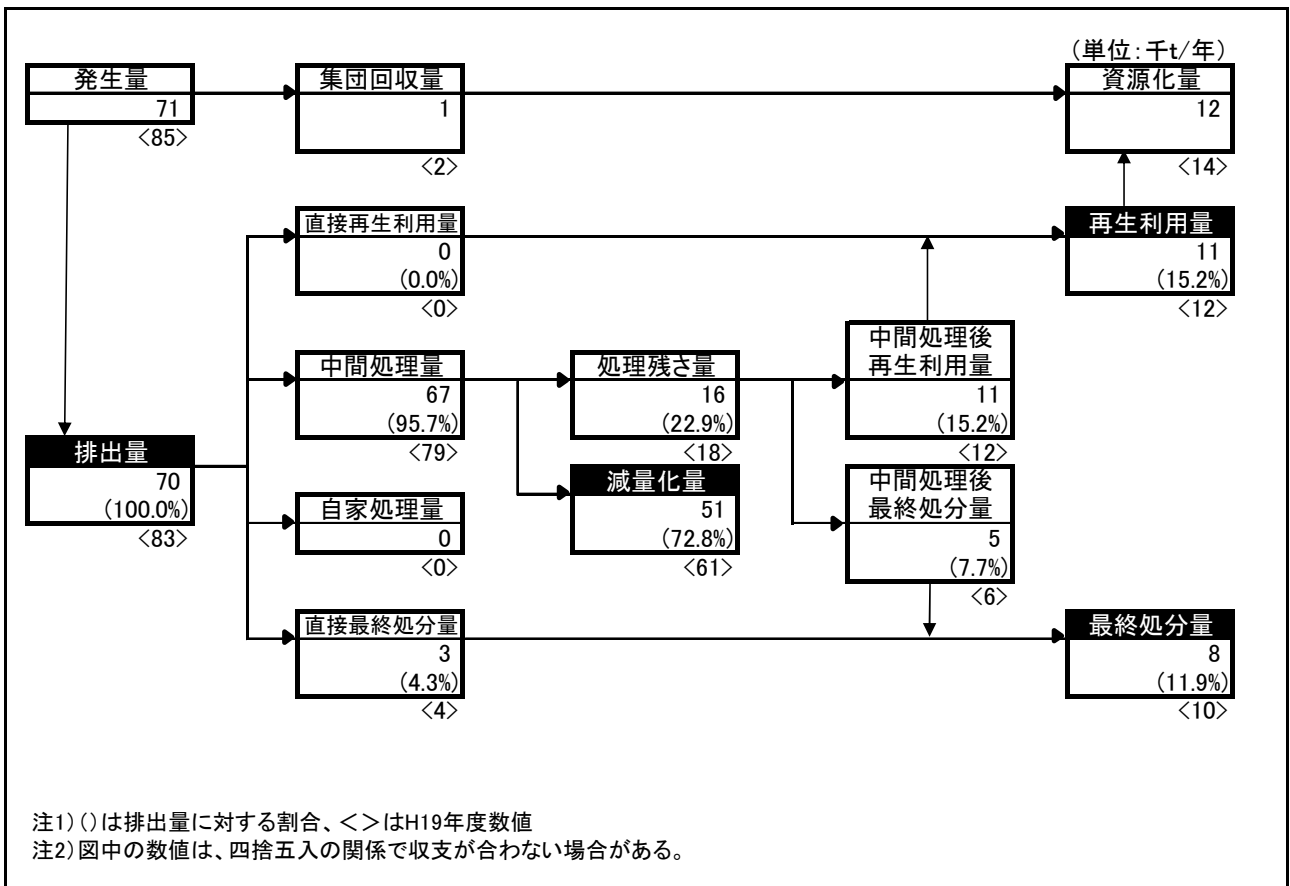 (単位:千t/年)
発生量
71
<85>
集団回収量
1
<2>
資源化量
12
<14>
直接再生利用量
0
(0.0%)
<0>
再生利用量
11
(15.2%)
<12>
中間処理量
67
(95.7%)
<79>
処理残さ量
16
(22.9%)
<18>
中間処理後
再生利用量
11
(15.2%)
<12>
排出量
70
(100.0%)
<83>
減量化量
51
(72.8%)
<61>
中間処理後
最終処分量
5
(7.7%)
<6>
自家処理量
0
<0>
直接最終処分量
3
(4.3%)
<4>
最終処分量
8
(11.9%)
<10>
注1)()は排出量に対する割合、<>はH19年度数値
注2)図中の数値は、四捨五入の関係で収支が合わない場合がある。